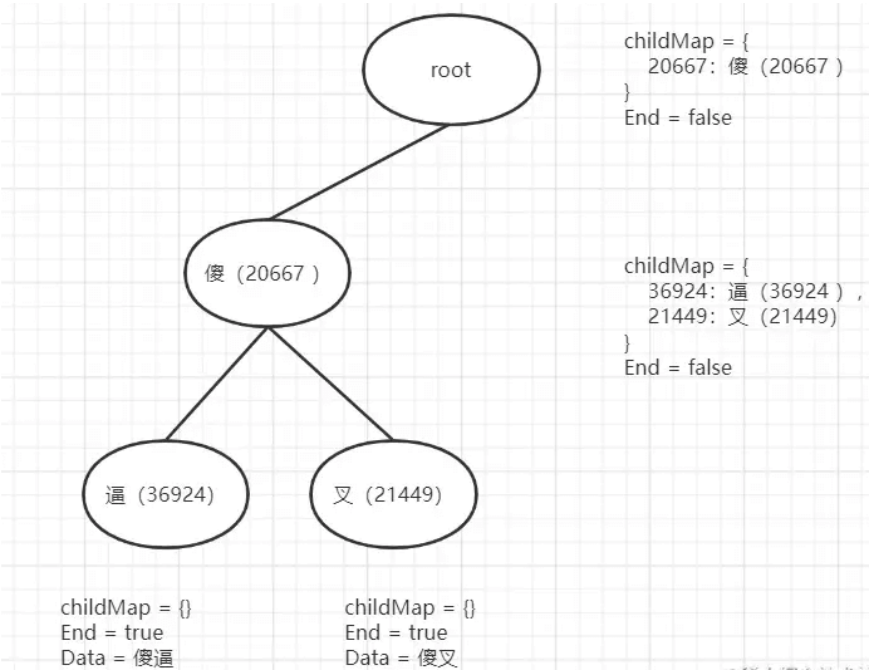 root
childMap = {
20667：傻（20667 ）
}
End = false
傻（20667 ）
childMap = {
36924：逼（36924 ），
21449：叉（21449）
}
End = false
逼（36924）
叉（21449）
childMap = {}
End = true
Data = 傻逼
childMap = {}
End = true
Data = 傻叉